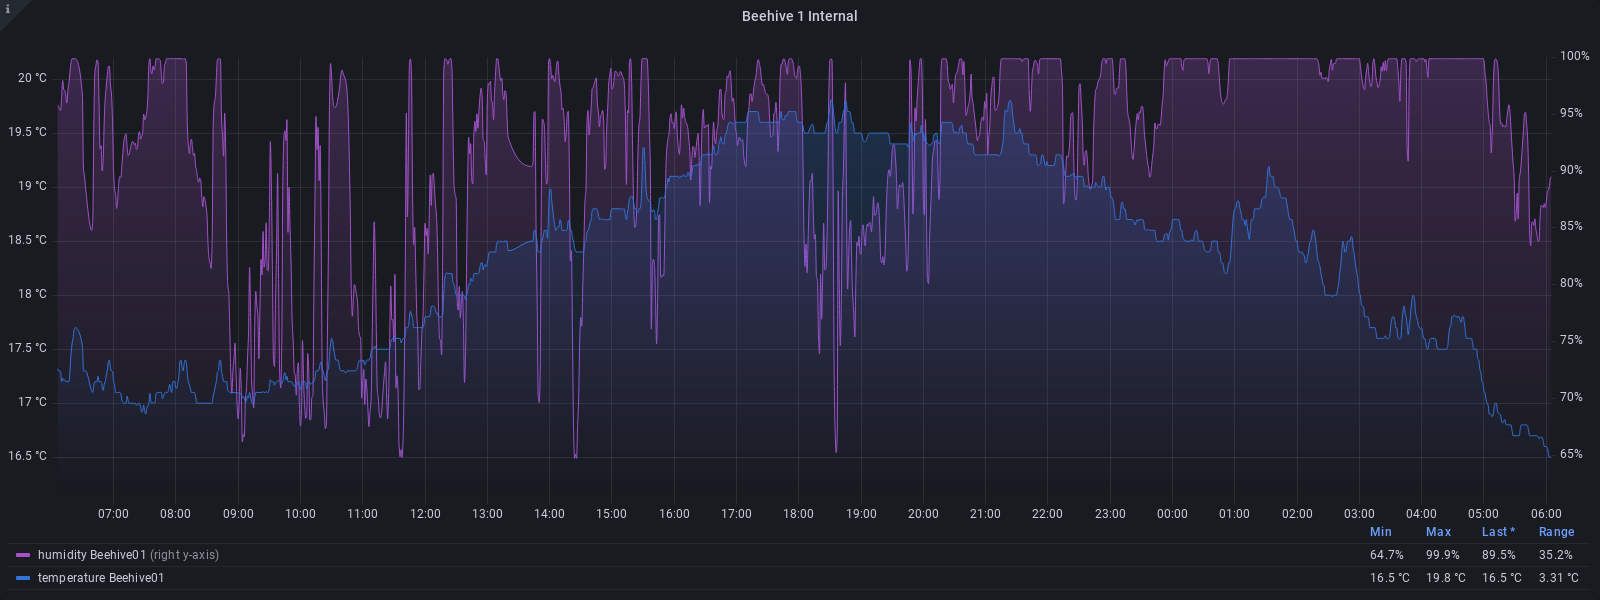 i
Beehive 1 Internal
20 °C
19.5 °C
19 °C
18.5 °C
18 °C
17.5 °C
17 °C
16.5 °C
100%
95%
90%
85%
80%
75%
70%
65%
07:00 08:00 09:00 10:00 11:00 12:00 13:00 14:00 15:00 16:00 17:00 18:00 19:00 20:00 21:00 22:00 23:00 00:00 01:00 02:00 03:00 04:00 05:00 06:00
Min Max Last * Range
humidity Beehive01 (right y-axis) 64.7% 99.9% 89.5% 35.2%
temperature Beehive01 16.5 °C 19.8 °C 16.5 °C 3.31 °C